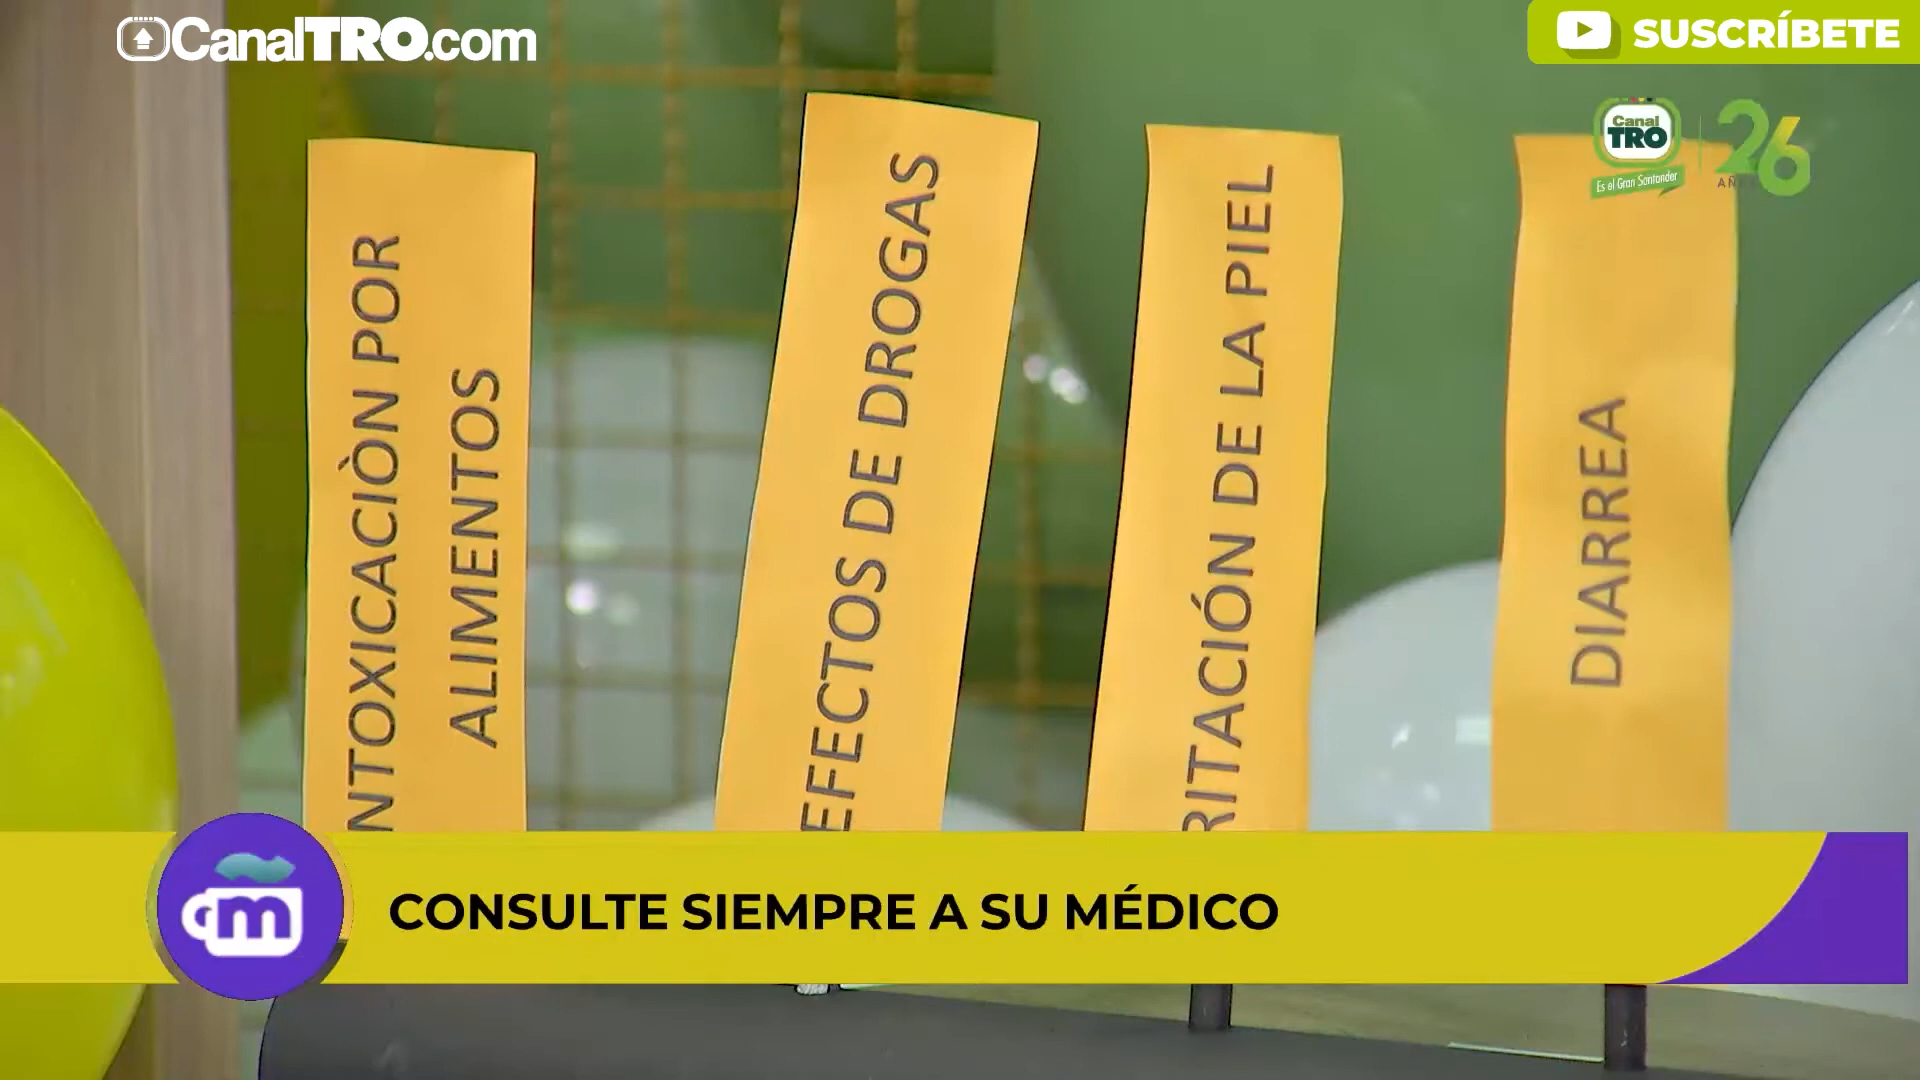 CanalTRO.com
SUSCRÍBETE
Canal
TRO
Es el Gran Santander
26
NTOXICACIÒN POR
ALIMENTOS
EFECTOS DE DROGAS
RITACIÓN DE LA PIEL
DIARREA
m
CONSULTE SIEMPRE A SU MÉDICO